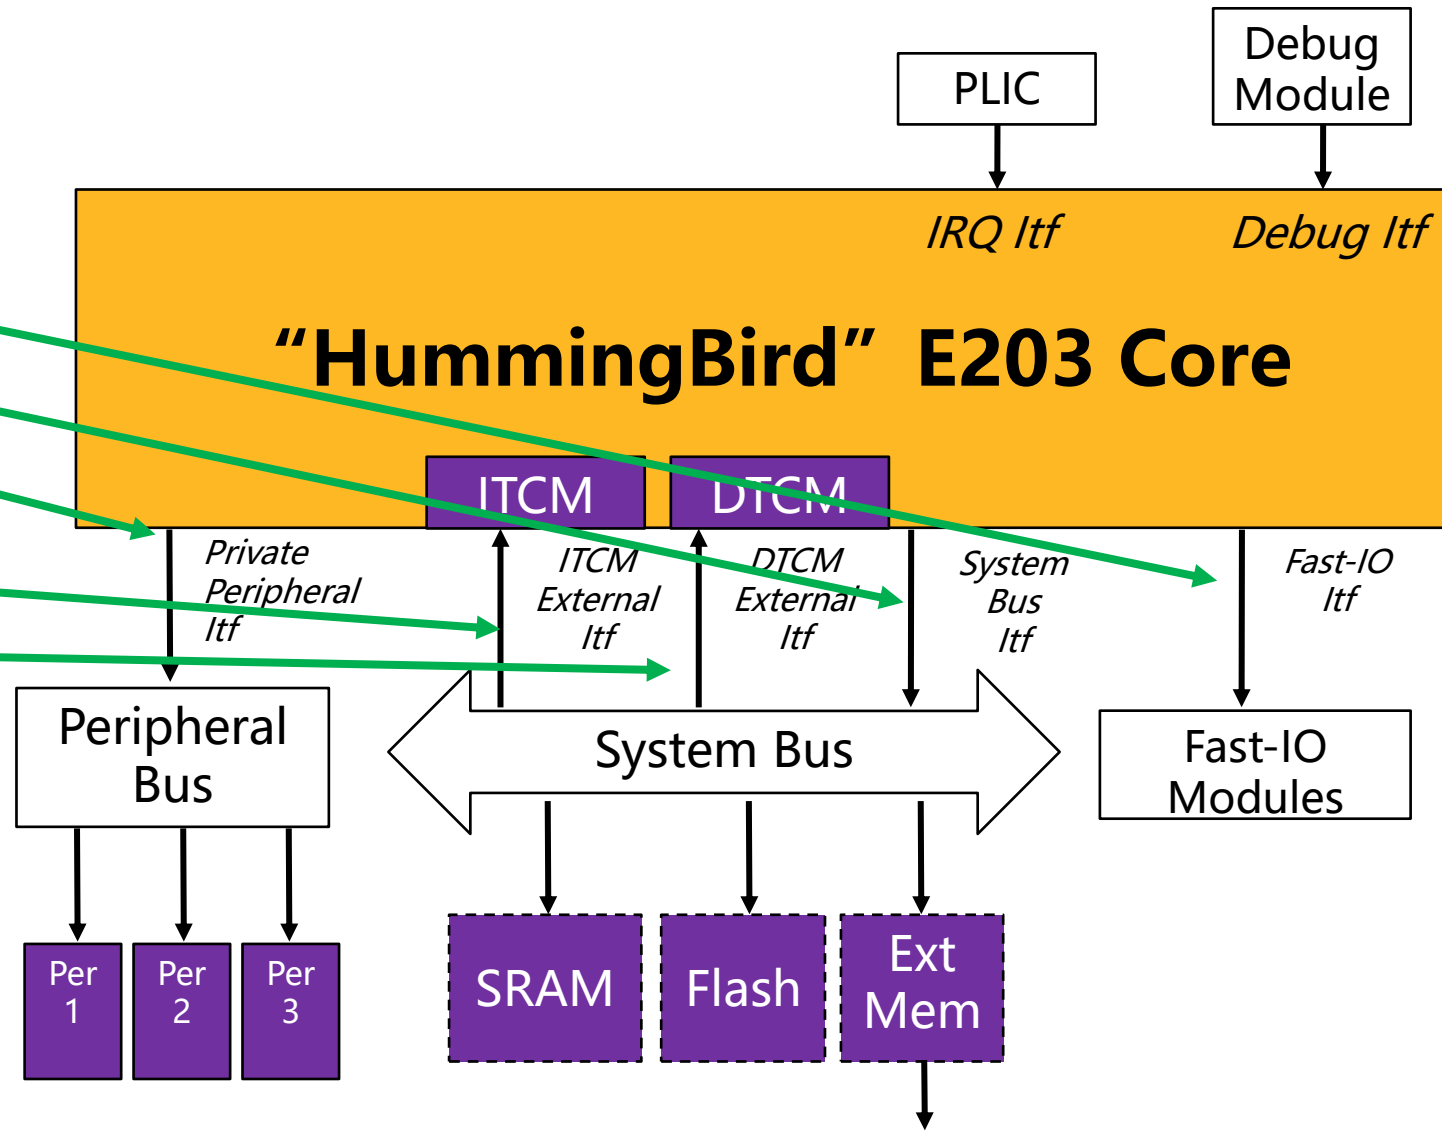 PLIC
Debug
Module
IRQ Itf
Debug Itf
“HummingBird” E203 Core
ITCM
DTCM
Private
Peripheral
Itf
ITCM
External
Itf
DTCM
External
Itf
System
Bus
Itf
Fast-IO
Itf
Peripheral
Bus
System Bus
Fast-IO
Modules
Per
1
Per
2
Per
3
SRAM
Flash
Ext
Mem